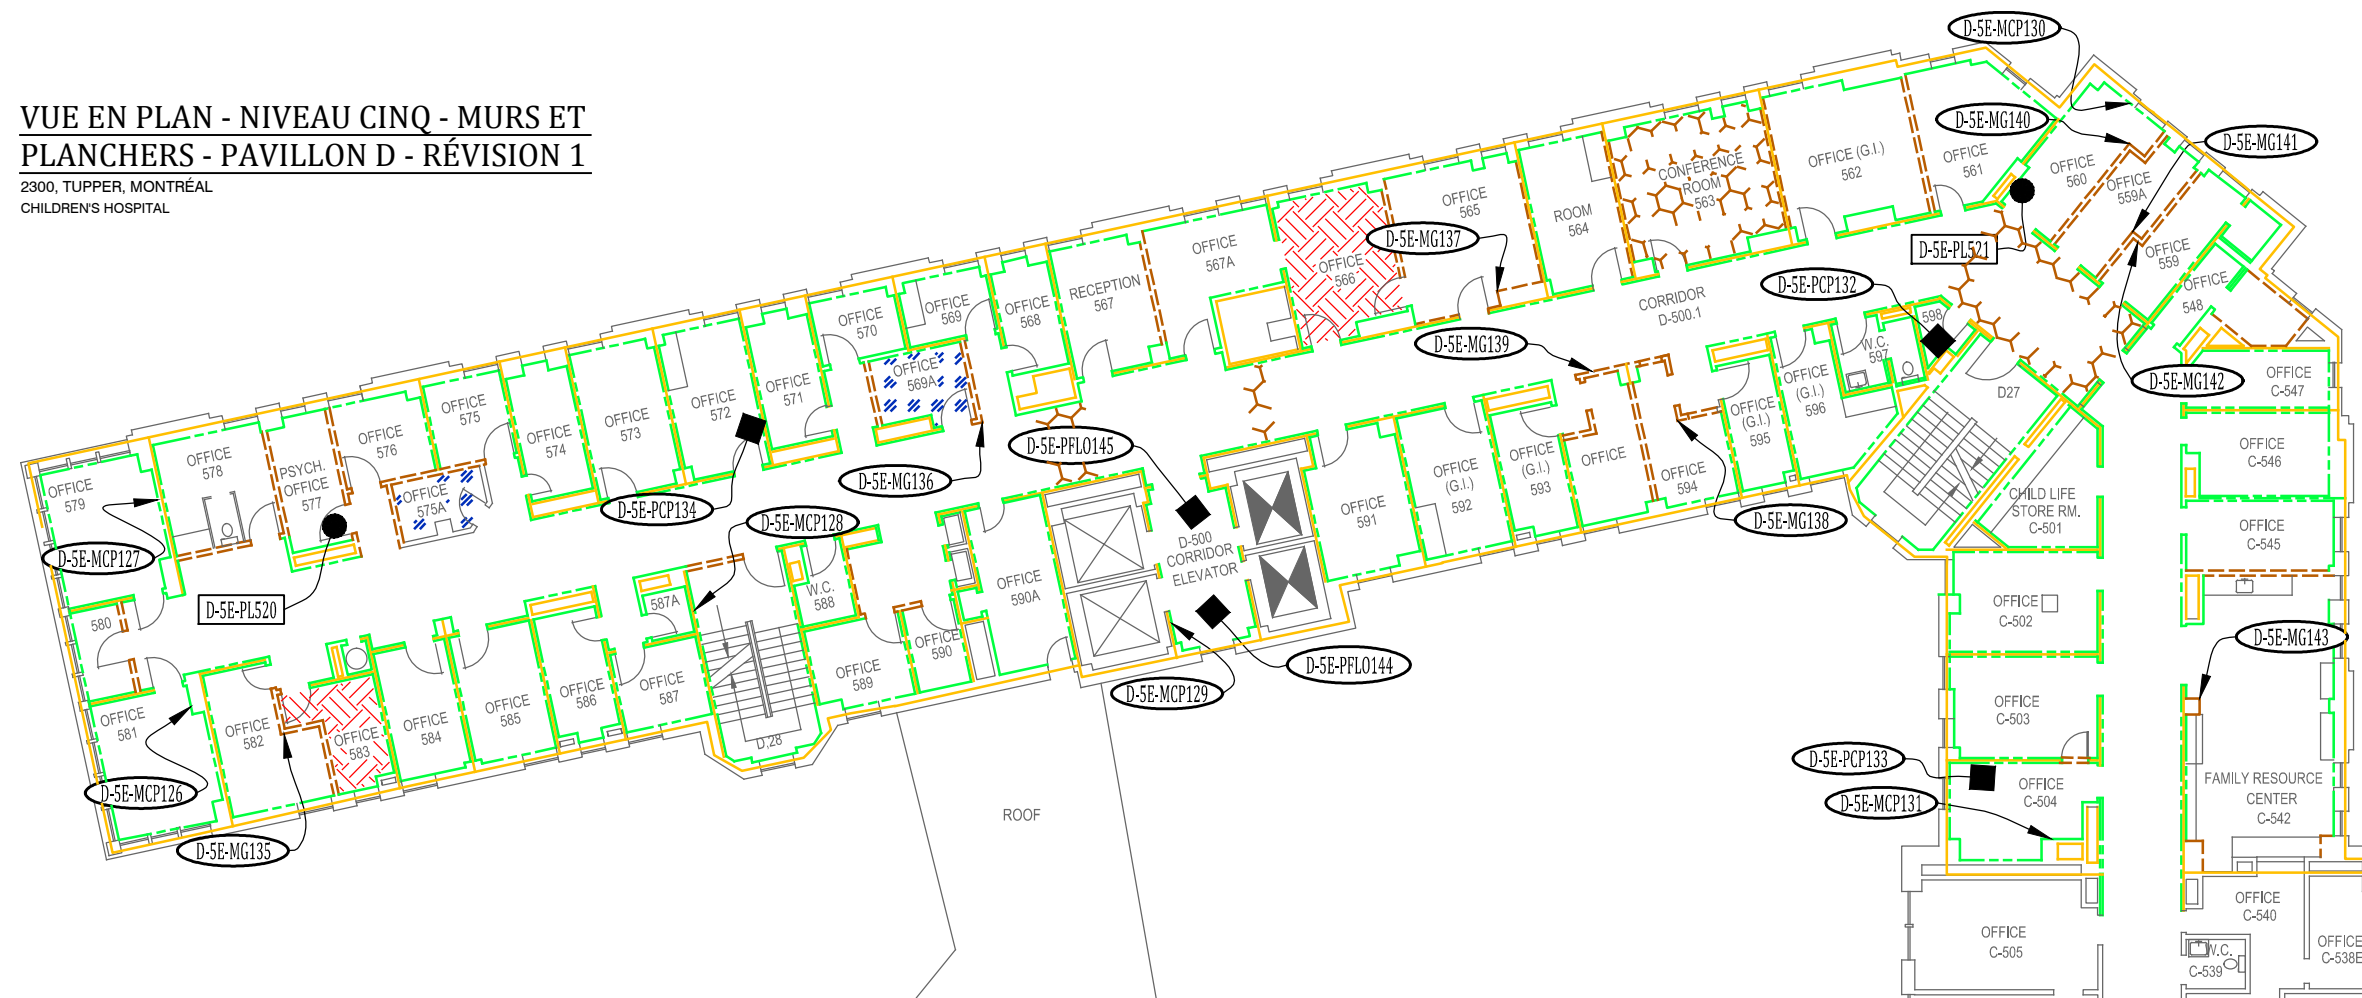 VUE EN PLAN - NIVEAU CINQ - MURS ET
PLANCHERS - PAVILLON D - RÉVISION 1
2300, TUPPER, MONTRÉAL
CHILDREN'S HOSPITAL
D-5E-MCP130
D-5E-MG140
D-5E-MG141
D-5E-PL521
D-5E-MG137
D-5E-PCP132
D-5E-MG139
D-5E-MG142
D-5E-PFLO145
D-5E-MG136
D-5E-PCP134
D-5E-MCP128
D-5E-MG138
D-5E-MCP127
D-5E-PL520
D-5E-MG143
D-5E-PFLO144
D-5E-MCP129
D-5E-PCP133
D-5E-MCP131
D-5E-MCP126
D-5E-MG135
OFFICE
579
OFFICE
578
PSYCH.
OFFICE
577
OFFICE
576
OFFICE
575
OFFICE
575A
OFFICE
574
OFFICE
573
OFFICE
572
OFFICE
571
OFFICE
570
OFFICE
569
OFFICE
569A
OFFICE
568
RECEPTION
567
OFFICE
567A
OFFICE
566
OFFICE
565
ROOM
564
CONFERENCE
ROOM
563
OFFICE (G.I.)
562
OFFICE
561
OFFICE
560
OFFICE
559A
OFFICE
559
OFFICE
548
CORRIDOR
D-500.1
598
W.C.
597
OFFICE
(G.I.)
596
OFFICE
(G.I.)
595
OFFICE
594
OFFICE
OFFICE
(G.I.)
593
OFFICE
(G.I.)
592
OFFICE
591
D-500
CORRIDOR
ELEVATOR
OFFICE
590A
OFFICE
590
OFFICE
589
W.C.
588
587A
OFFICE
587
OFFICE
586
OFFICE
585
OFFICE
584
OFFICE
583
OFFICE
582
OFFICE
581
580
D.28
D27
ROOF
CHILD LIFE
STORE RM.
C-501
OFFICE
C-547
OFFICE
C-546
OFFICE
C-545
OFFICE
C-502
OFFICE
C-503
OFFICE
C-504
FAMILY RESOURCE
CENTER
C-542
OFFICE
C-540
OFFICE
C-505
W.C.
C-539
OFFICE
C-538E